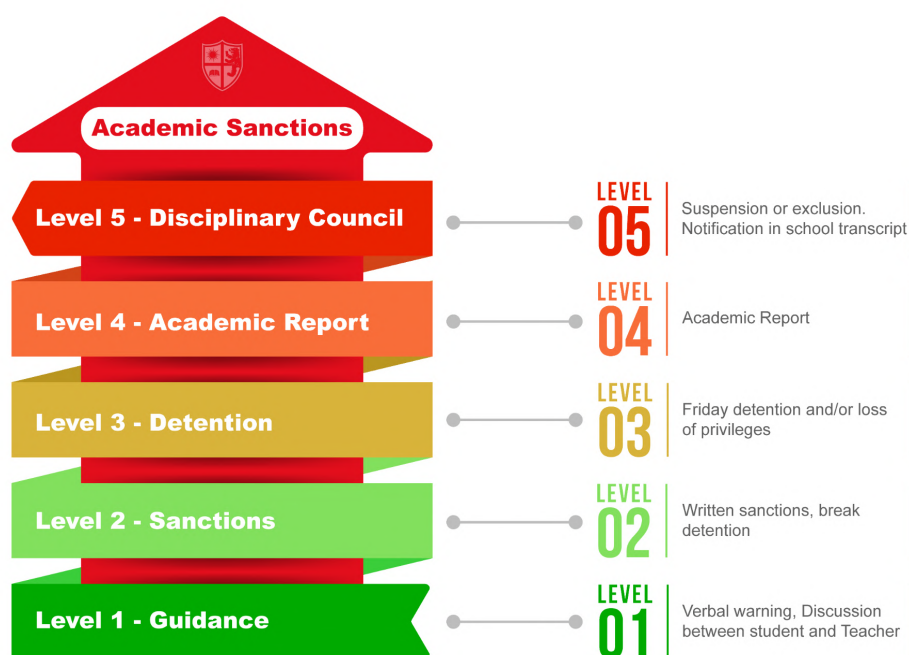 Academic Sanctions
Level 5 - Disciplinary Council
LEVEL
05
Suspension or exclusion.
Notification in school transcript
Level 4 - Academic Report
LEVEL
04
Academic Report
Level 3 - Detention
LEVEL
03
Friday detention and/or loss
of privileges
Level 2 - Sanctions
LEVEL
02
Written sanctions, break
detention
Level 1 - Guidance
LEVEL
01
Verbal warning, Discussion
between student and Teacher